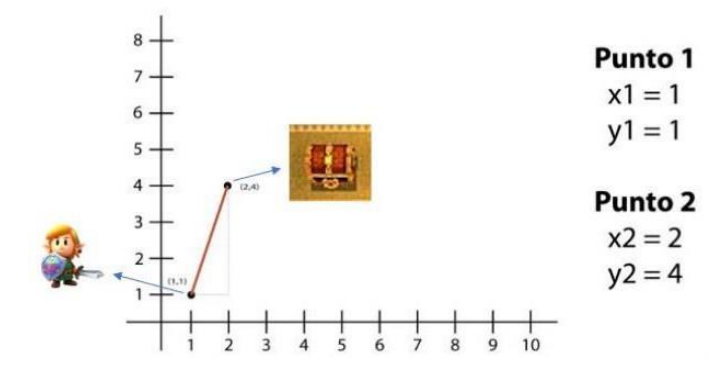 8
7
6
5
4
3
2
1
(2,4)
(1,1)
1 2 3 4 5 6 7 8 9 10
Punto 1
x1 = 1
y1 = 1
Punto 2
x2 = 2
y2 = 4